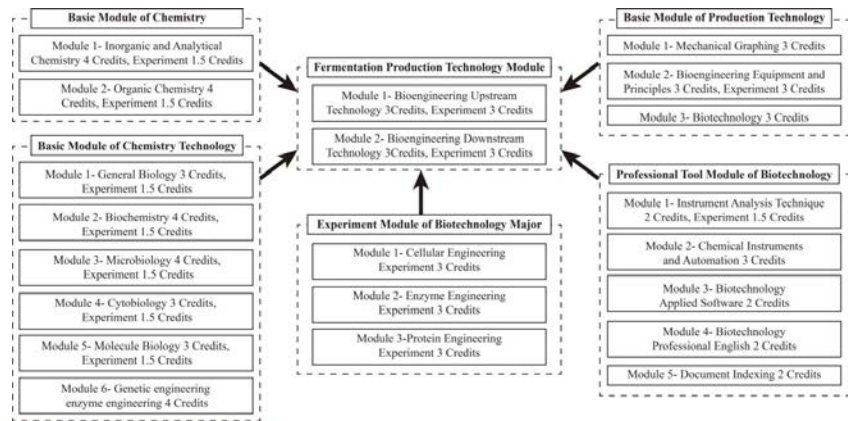 Basic Module of Chemistry
Module 1- Inorganic and Analytical
Chemistry 4 Credits, Experiment 1.5 Credits
Module 2- Organic Chemistry 4
Credits, Experiment 1.5 Credits
Basic Module of Chemistry Technology
Module 1- General Biology 3 Credits,
Experiment 1.5 Credits
Module 2- Biochemistry 4 Credits,
Experiment 1.5 Credits
Module 3- Microbiology 4 Credits,
Experiment 1.5 Credits
Module 4- Cytobiology 3 Credits,
Experiment 1.5 Credits
Module 5- Molecule Biology 3 Credits,
Experiment 1.5 Credits
Module 6- Genetic engineering
enzyme engineering 4 Credits
Fermentation Production Technology Module
Module 1- Bioengineering Upstream
Technology 3Credits, Experiment 3 Credits
Module 2- Bioengineering Downstream
Technology 3Credits, Experiment 3 Credits
Experiment Module of Biotechnology Major
Module 1- Cellular Engineering
Experiment 3 Credits
Module 2- Enzyme Engineering
Experiment 3 Credits
Module 3-Protein Engineering
Experiment 3 Credits
Basic Module of Production Technology
Module 1- Mechanical Graphing 3 Credits
Module 2- Bioengineering Equipment and
Principles 3 Credits, Experiment 3 Credits
Module 3- Biotechnology 3 Credits
Professional Tool Module of Biotechnology
Module 1- Instrument Analysis Technique
2 Credits, Experiment 1.5 Credits
Module 2- Chemical Instruments
and Automation 3 Credits
Module 3- Biotechnology
Applied Software 2 Credits
Module 4- Biotechnology
Professional English 2 Credits
Module 5- Document Indexing 2 Credits